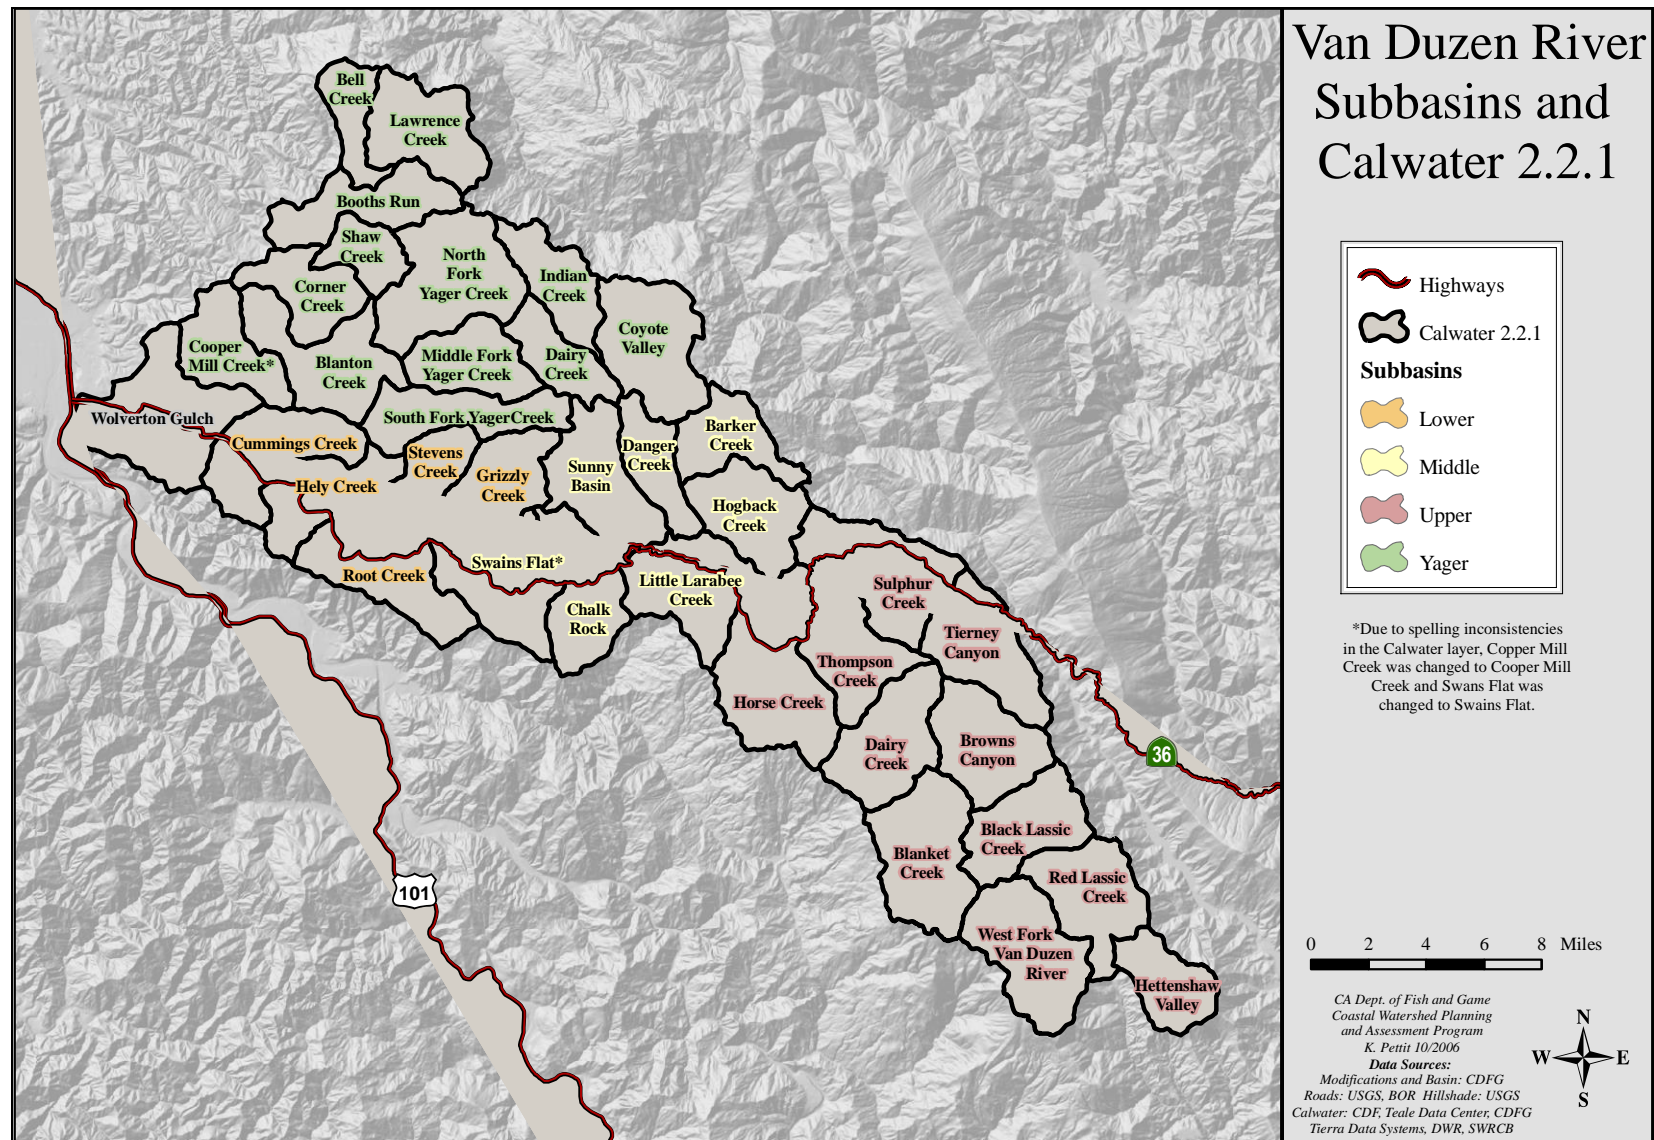 Van Duzen River
Subbasins and
Calwater 2.2.1
Bell
Creek
Lawrence
Creek
Booths Run
Shaw
Creek
North
Fork
Yager Creek
Indian
Creek
Corner
Creek
Coyote
Valley
Cooper
Mill Creek*
Blanton
Creek
Middle Fork
Yager Creek
Dairy
Creek
Wolverton Gulch
South Fork YagerCreek
Cummings Creek
Stevens
Creek
Grizzly
Creek
Sunny
Basin
Danger
Creek
Barker
Creek
Hely Creek
Hogback
Creek
Root Creek
Swains Flat*
Chalk
Rock
Little Larabee
Creek
Sulphur
Creek
Tierney
Canyon
Thompson
Creek
Horse Creek
Dairy
Creek
Browns
Canyon
Black Lassic
Creek
Blanket
Creek
Red Lassic
Creek
West Fork
Van Duzen
River
Hettenshaw
Valley
36
101
Highways
Calwater 2.2.1
Subbasins
Lower
Middle
Upper
Yager
*Due to spelling inconsistencies
in the Calwater layer, Copper Mill
Creek was changed to Cooper Mill
Creek and Swans Flat was
changed to Swains Flat.
0 2 4 6 8 Miles
CA Dept. of Fish and Game
Coastal Watershed Planning
and Assessment Program
K. Pettit 10/2006
Data Sources:
Modifications and Basin: CDFG
Roads: USGS, BOR Hillshade: USGS
Calwater: CDF, Teale Data Center, CDFG
Tierra Data Systems, DWR, SWRCB
N
W E
S